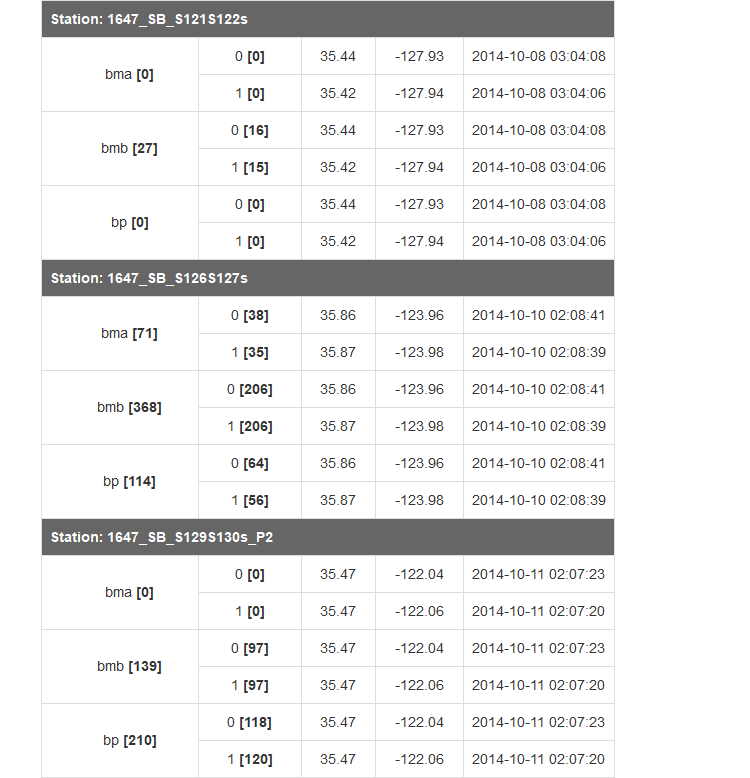 Station: 1647_SB_S121S122s
bma [0]
0 [0] 35.44 -127.93 2014-10-08 03:04:08
1 [0] 35.42 -127.94 2014-10-08 03:04:06
bmb [27]
0 [16] 35.44 -127.93 2014-10-08 03:04:08
1 [15] 35.42 -127.94 2014-10-08 03:04:06
bp [0]
0 [0] 35.44 -127.93 2014-10-08 03:04:08
1 [0] 35.42 -127.94 2014-10-08 03:04:06
Station: 1647_SB_S126S127s
bma [71]
0 [38] 35.86 -123.96 2014-10-10 02:08:41
1 [35] 35.87 -123.98 2014-10-10 02:08:39
bmb [368]
0 [206] 35.86 -123.96 2014-10-10 02:08:41
1 [206] 35.87 -123.98 2014-10-10 02:08:39
bp [114]
0 [64] 35.86 -123.96 2014-10-10 02:08:41
1 [56] 35.87 -123.98 2014-10-10 02:08:39
Station: 1647_SB_S129S130s_P2
bma [0]
0 [0] 35.47 -122.04 2014-10-11 02:07:23
1 [0] 35.47 -122.06 2014-10-11 02:07:20
bmb [139]
0 [97] 35.47 -122.04 2014-10-11 02:07:23
1 [97] 35.47 -122.06 2014-10-11 02:07:20
bp [210]
0 [118] 35.47 -122.04 2014-10-11 02:07:23
1 [120] 35.47 -122.06 2014-10-11 02:07:20